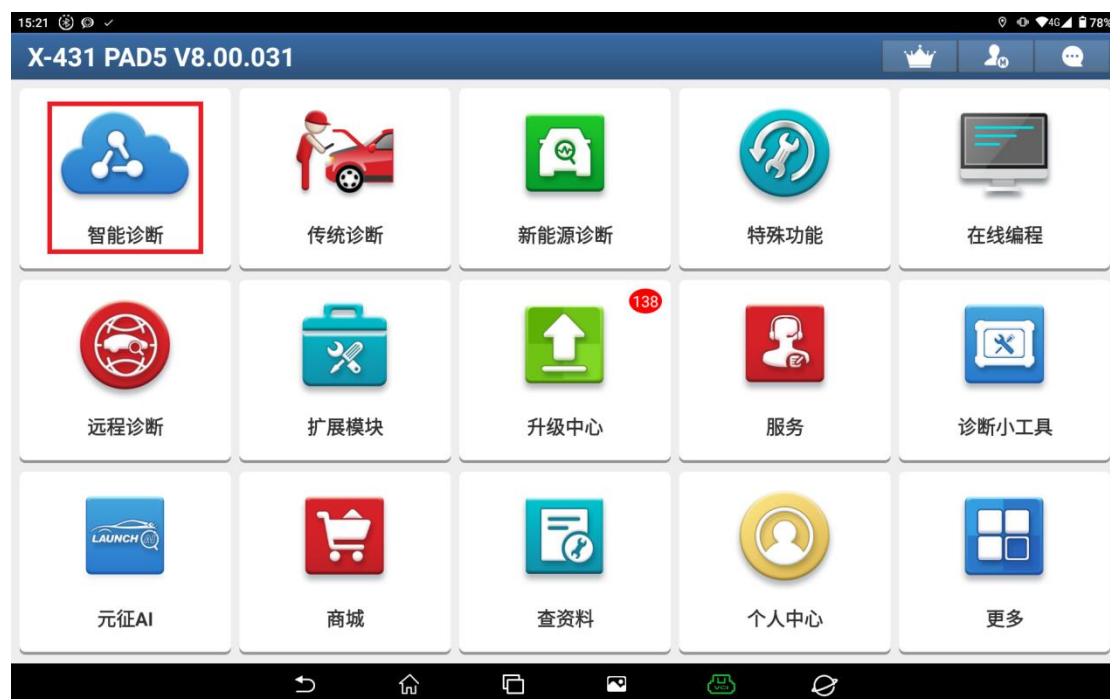 15:21
4G 78%
X-431 PAD5 V8.00.031
M
智能诊断
传统诊断
新能源诊断
特殊功能
在线编程
138
远程诊断
扩展模块
升级中心
服务
诊断小工具
LAUNCH
元征AI
商城
查资料
个人中心
更多
VCI